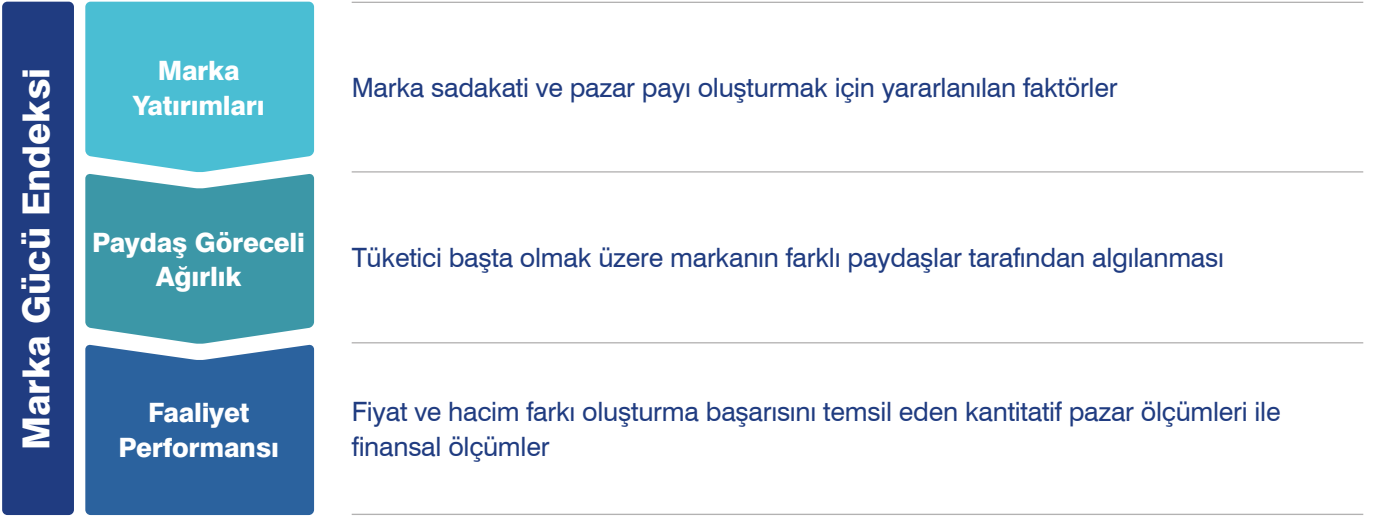 Marka Gücü Endeksi
Marka
Yatırımları
Marka sadakati ve pazar payı oluşturmak için yararlanılan faktörler
Paydaş Göreceli
Ağırlık
Tüketici başta olmak üzere markanın farklı paydaşlar tarafından algılanması
Faaliyet
Performansı
Fiyat ve hacim farkı oluşturma başarısını temsil eden kantitatif pazar ölçümleri ile
finansal ölçümler